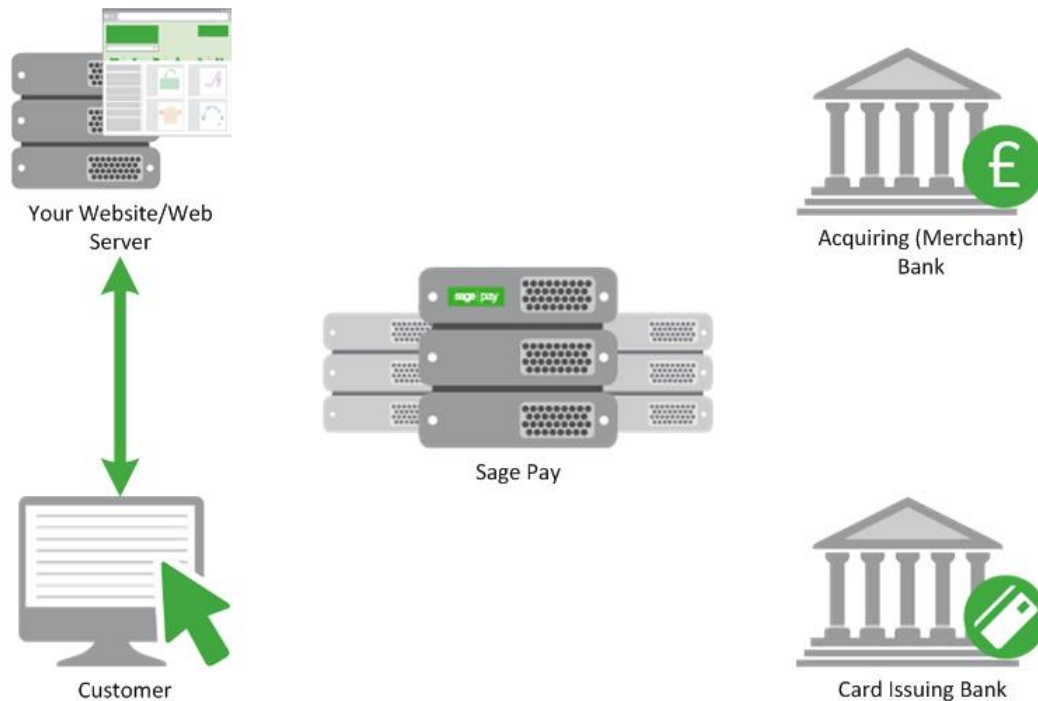 Your Website/Web
Server
Acquiring (Merchant)
Bank
sage pay
Sage Pay
£
Customer
Card Issuing Bank